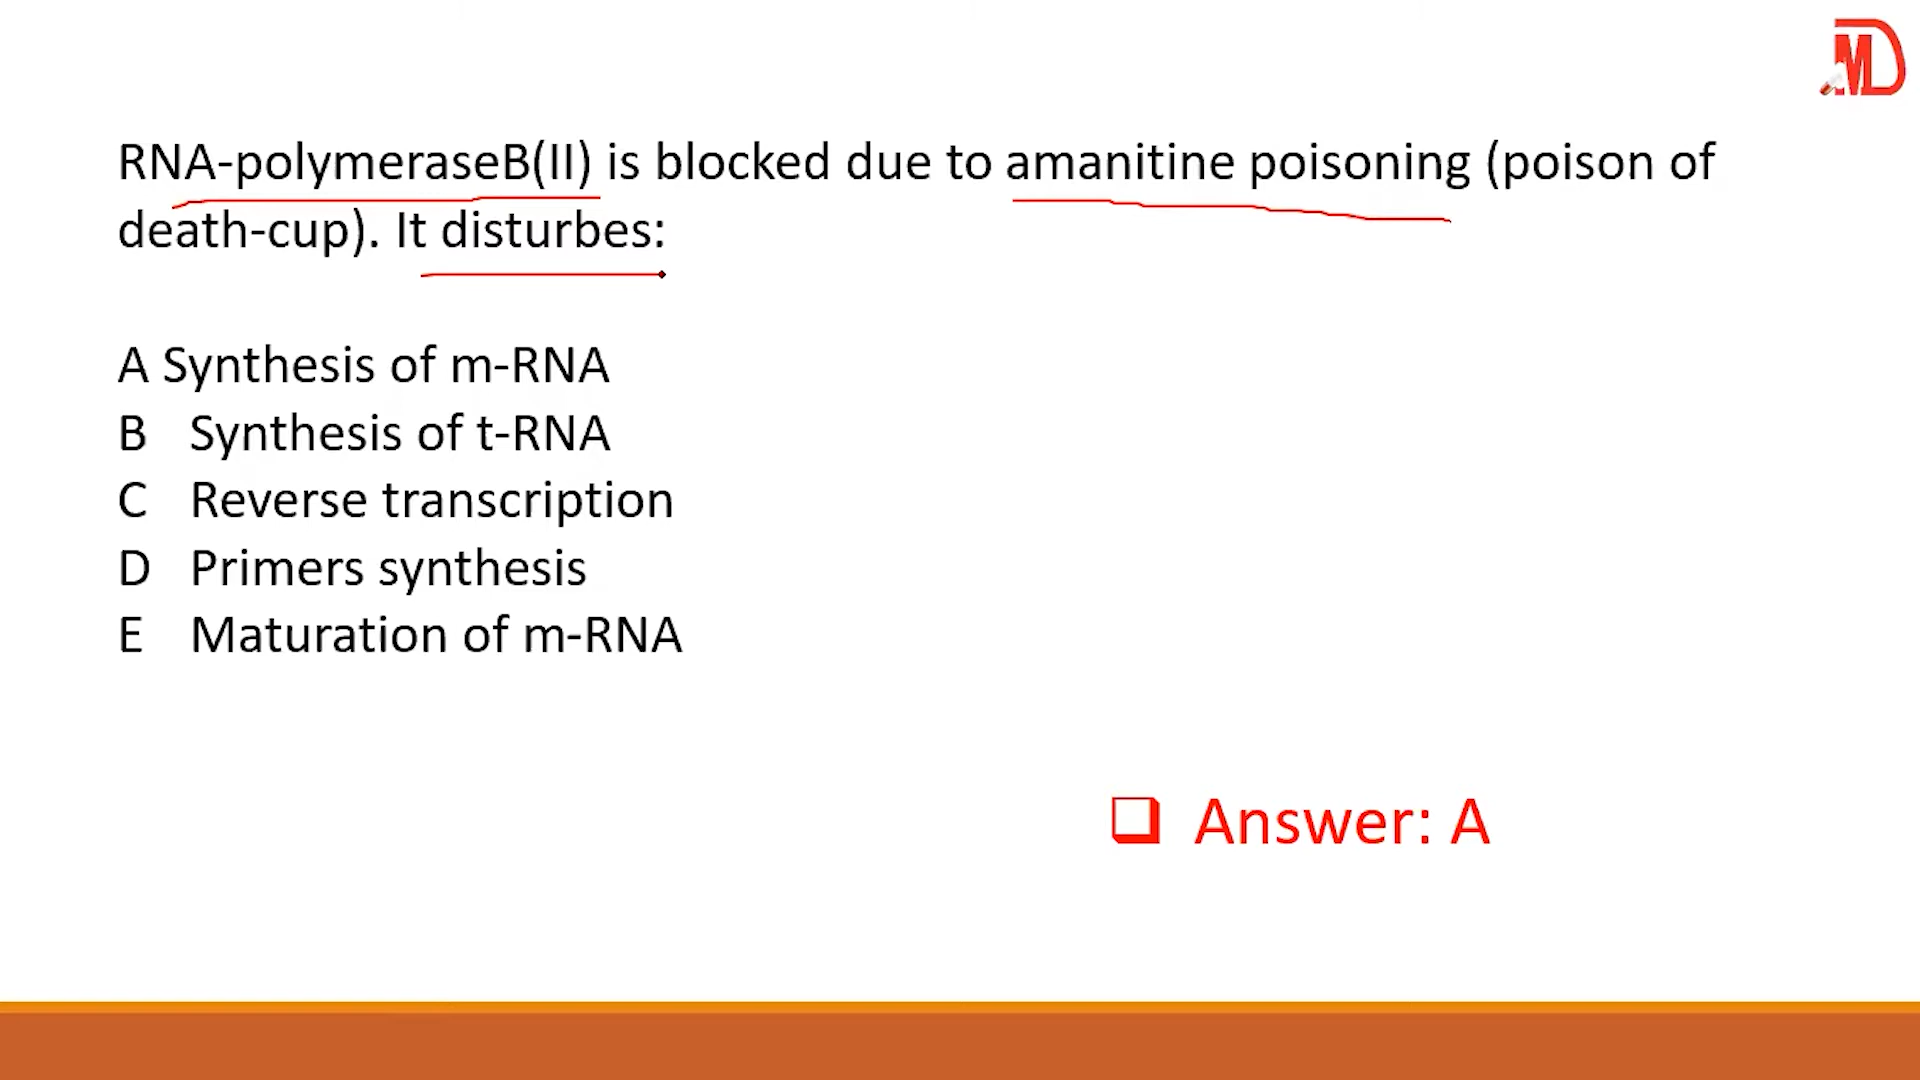 MD
RNA-polymeraseB(II) is blocked due to amanitine poisoning (poison of
death-cup). It disturbes:
A Synthesis of m-RNA
B Synthesis of t-RNA
C Reverse transcription
D Primers synthesis
E Maturation of m-RNA
Answer: A